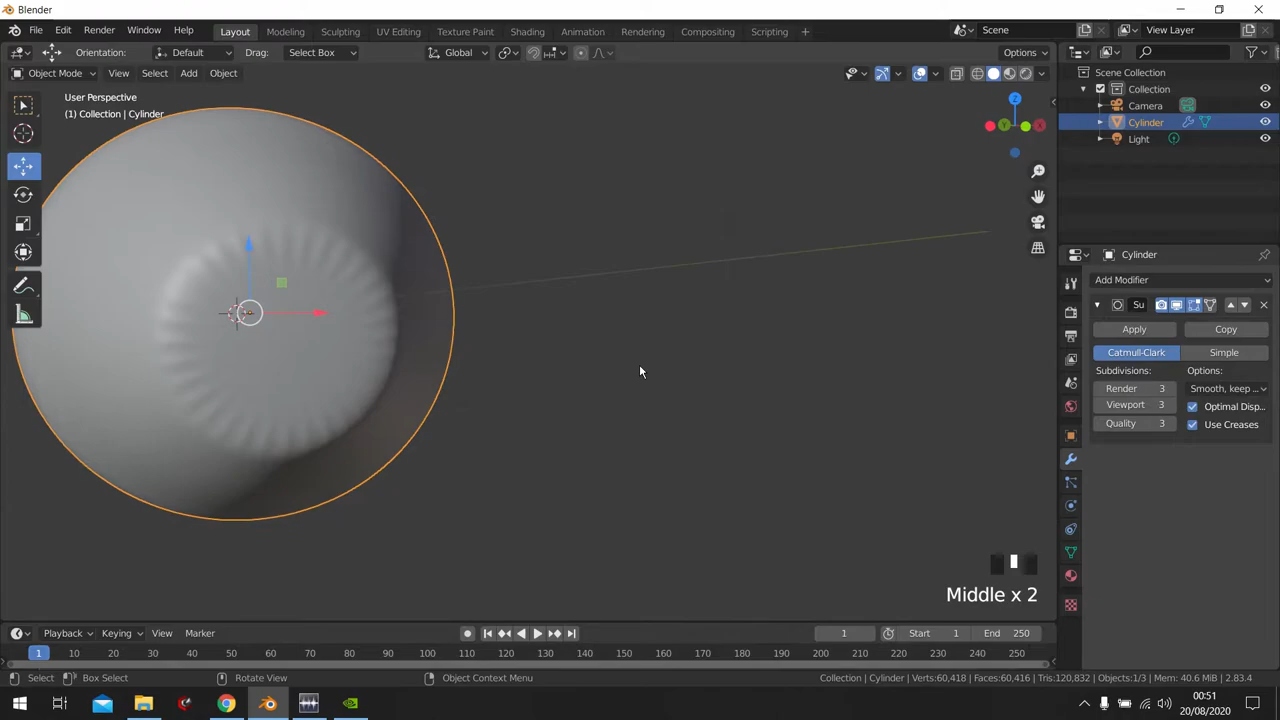 Blender
File Edit Render Window Help Layout Modeling Sculpting UV Editing Texture Paint Shading Animation Rendering Compositing Scripting + Scene View Layer
Orientation: Default Drag: Select Box Global Options
Object Mode View Select Add Object
User Perspective
(1) Collection | Cylinder
Z
Y
Scene Collection
Collection
Camera
Cylinder
Light
Cylinder
Add Modifier
Su
Apply Copy
Catmull-Clark Simple
Subdivisions: Options:
Render 3 Smooth, keep ...
Viewport 3 Optimal Disp...
Quality 3 Use Creases
Middle x 2
Playback Keying View Marker 1 Start 1 End 250
1 10 20 30 40 50 60 70 80 90 100 110 120 130 140 150 160 170 180 190 200 210 220 230 240 250
Select Box Select Rotate View Object Context Menu Collection | Cylinder | Verts:60,418 | Faces:60,416 | Tris:120,832 | Objects:1/3 | Mem: 40.6 MiB | 2.83.4
00:51
20/08/2020